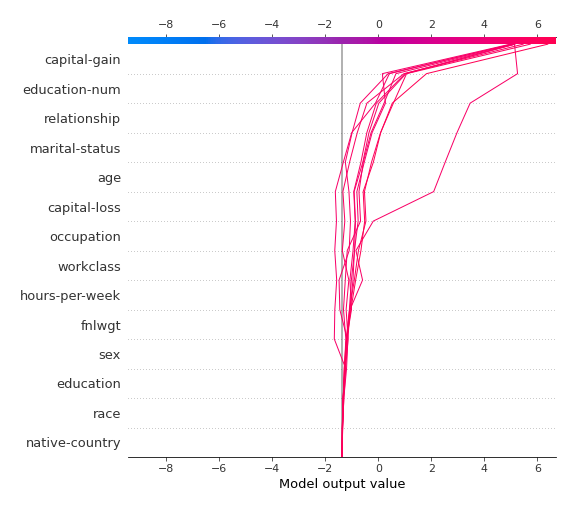 −8 −6 −4 −2 0 2 4 6
capital-gain
education-num
relationship
marital-status
age
capital-loss
occupation
workclass
hours-per-week
fnlwgt
sex
education
race
native-country
−8 −6 −4 −2 0 2 4 6
Model output value